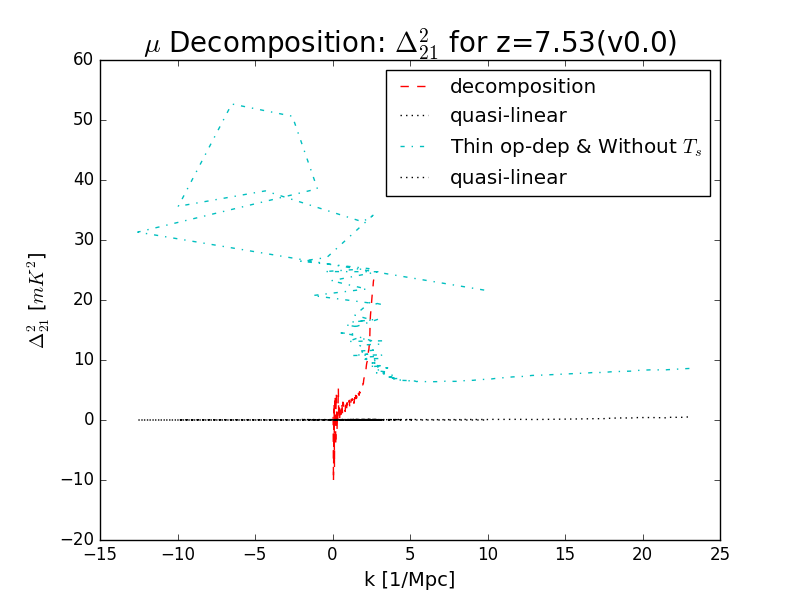 μ Decomposition: Δ²₂₁ for z=7.53(v0.0)
decomposition
quasi-linear
Thin op-dep & Without Tₛ
quasi-linear
60
50
40
30
20
10
0
−10
−20
Δ²₂₁ [mK²]
−15 −10 −5 0 5 10 15 20 25
k [1/Mpc]